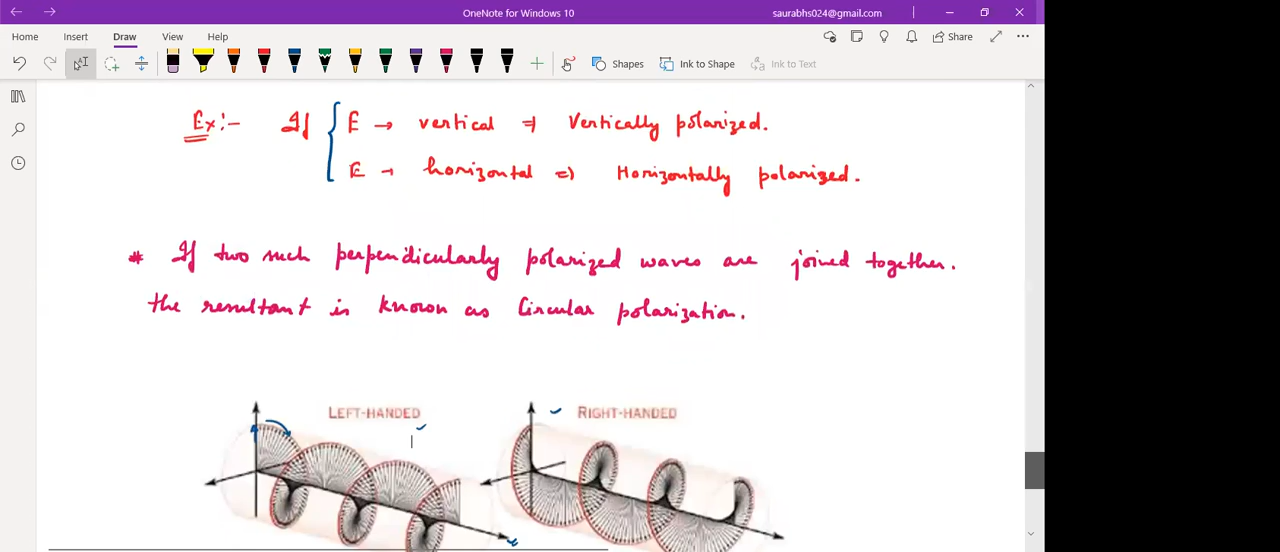 OneNote for Windows 10
saurabhs024@gmail.com
Home Insert Draw View Help
Share
Shapes Ink to Shape Ink to Text
Ex:- If E → vertical ⇒ Vertically polarized.
E → horizontal ⇒ Horizontally polarized.
* If two such perpendicularly polarized waves are joined together.
the resultant is known as Circular polarization.
LEFT-HANDED RIGHT-HANDED